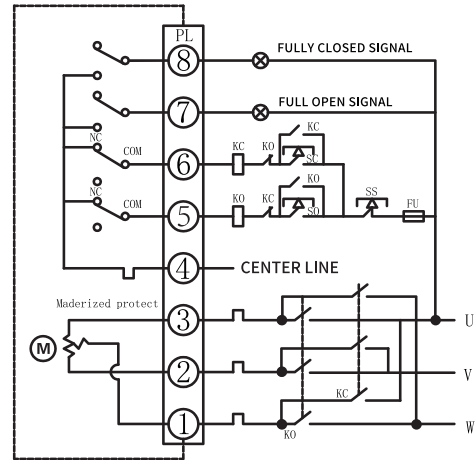 PL
8 FULLY CLOSED SIGNAL
7 FULL OPEN SIGNAL
NC
KC
COM 6 KC KO SC
NC
KO
COM 5 KO KC SO SS FU
4 CENTER LINE
Maderized protect
3 U
M
2 V
KC
1 W
KO